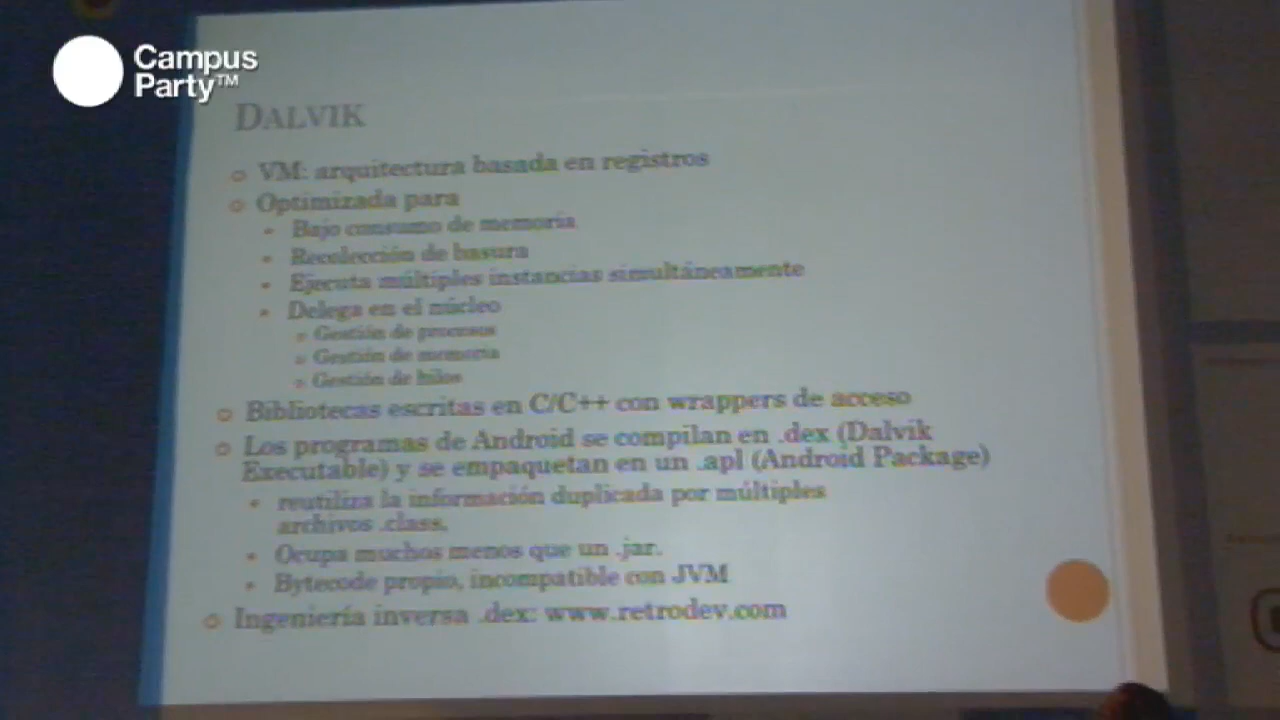 Campus
Party™
DALVIK
VM: arquitectura basada en registros
Optimizada para
Bajo consumo de memoria
Recolección de basura
Ejecuta múltiples instancias simultáneamente
Delega en el núcleo
Gestión de procesos
Gestión de memoria
Gestión de hilos
Bibliotecas escritas en C/C++ con wrappers de acceso
Los programas de Android se compilan en .dex (Dalvik
Executable) y se empaquetan en un .apl (Android Package)
reutiliza la información duplicada por múltiples
archivos .class.
Ocupa muchos menos que un .jar.
Bytecode propio, incompatible con JVM
Ingeniería inversa .dex: www.retrodev.com